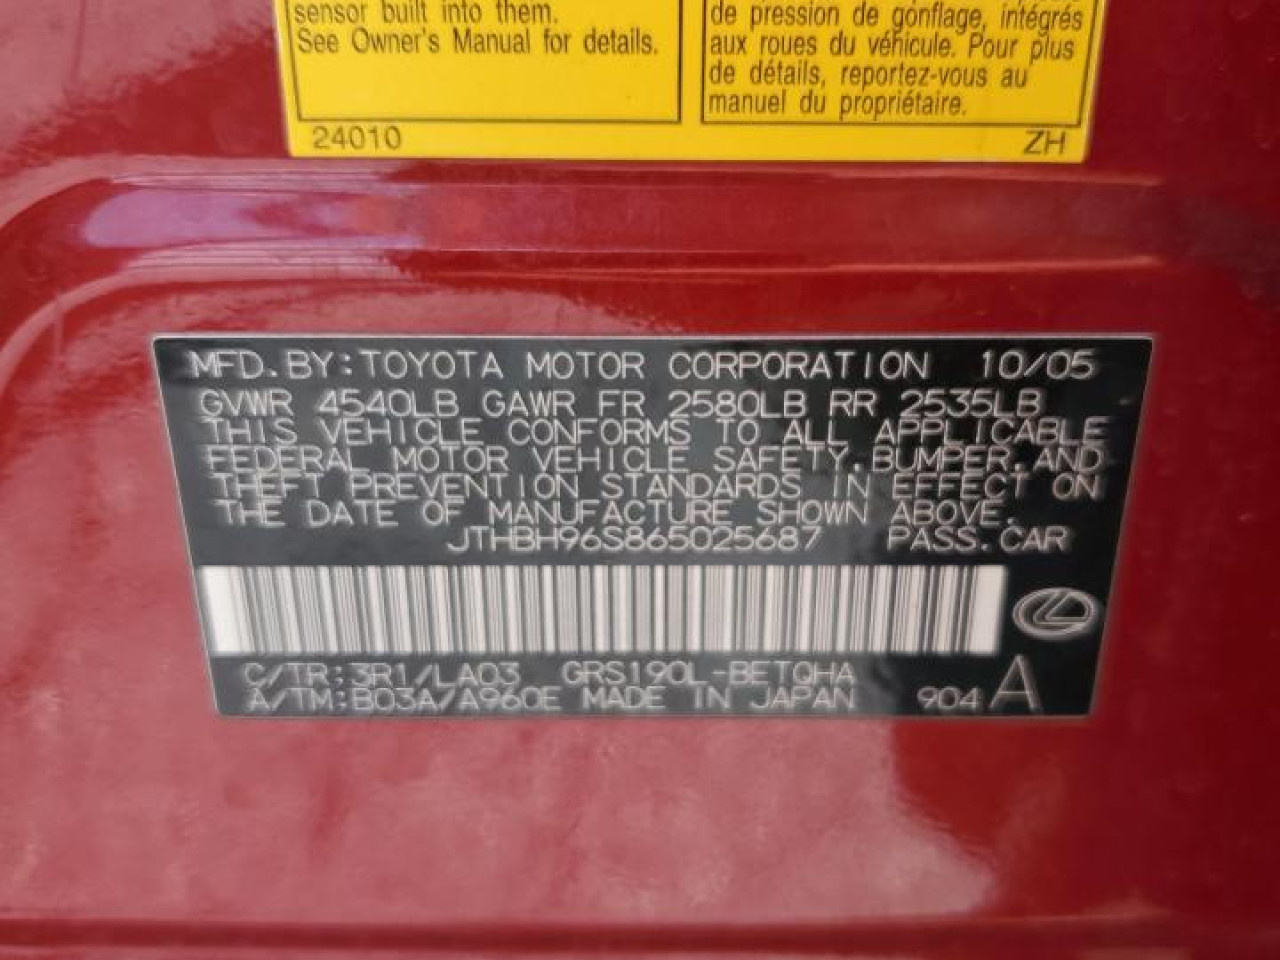 sensor built into them.
See Owner's Manual for details.
de pression de gonflage, intégrés
aux roues du véhicule. Pour plus
de détails, reportez-vous au
manuel du propriétaire.
24010
ZH
MFD. BY: TOYOTA MOTOR CORPORATION 10/05
GVWR 4540LB GAWR FR 2580LB RR 2535LB
THIS VEHICLE CONFORMS TO ALL APPLICABLE
FEDERAL MOTOR VEHICLE SAFETY, BUMPER, AND
THEFT PREVENTION STANDARDS IN EFFECT ON
THE DATE OF MANUFACTURE SHOWN ABOVE.
JTHBH96S865025687 PASS. CAR
C/TR: 3R1/LA03 GRS190L-BETQHA
A/TM: B03A/A960E MADE IN JAPAN 904 A